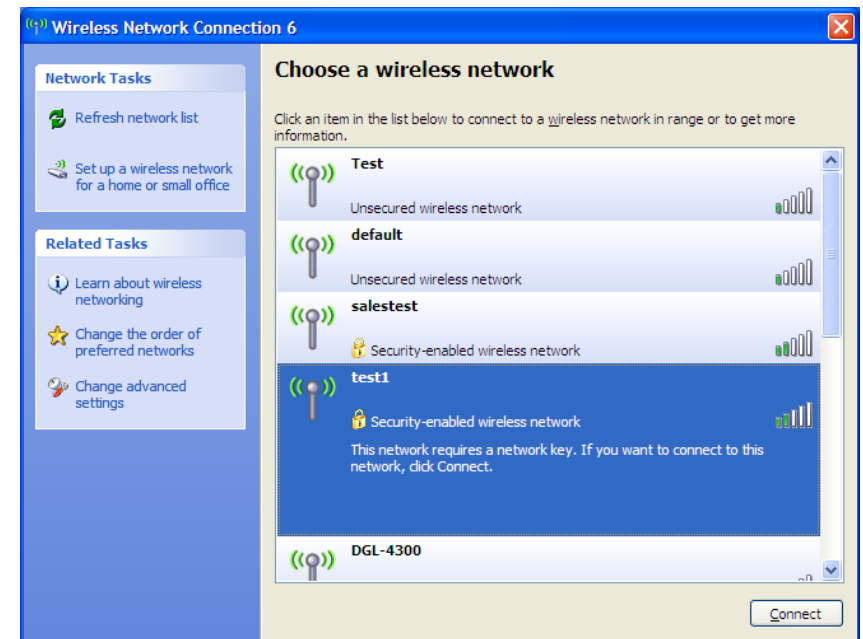 Wireless Network Connection 6
Network Tasks
Refresh network list
Set up a wireless network
for a home or small office
Related Tasks
Learn about wireless
networking
Change the order of
preferred networks
Change advanced
settings
Choose a wireless network
Click an item in the list below to connect to a wireless network in range or to get more
information.
Test
Unsecured wireless network
default
Unsecured wireless network
salestest
Security-enabled wireless network
test1
Security-enabled wireless network
This network requires a network key. If you want to connect to this
network, click Connect.
DGL-4300
Connect